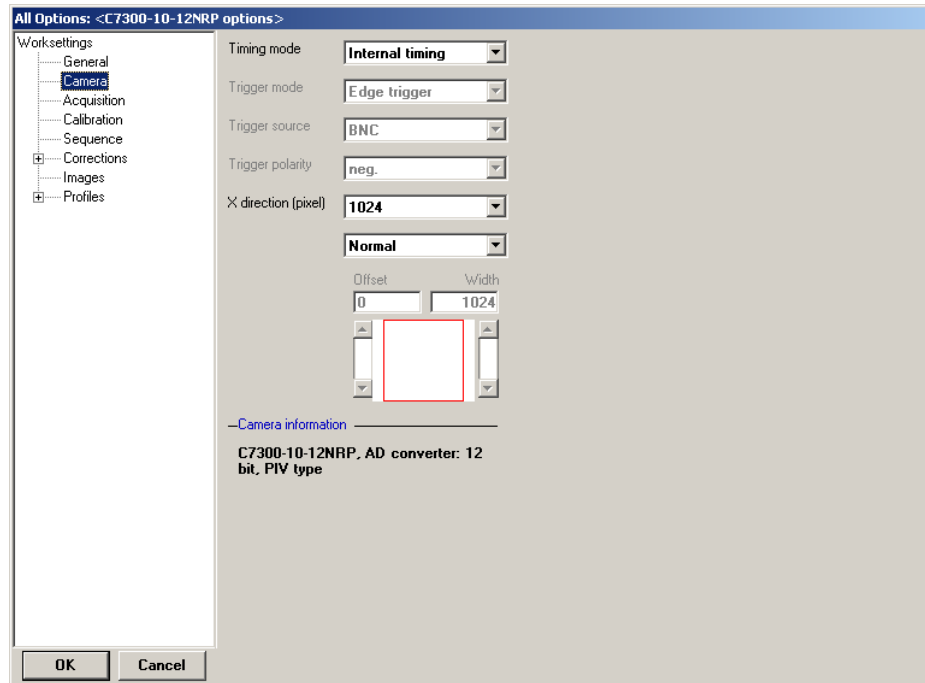 All Options: <C7300-10-12NRP options>
Worksettings
General
Camera
Acquisition
Calibration
Sequence
Corrections
Images
Profiles
Timing mode Internal timing
Trigger mode Edge trigger
Trigger source BNC
Trigger polarity neg.
X direction (pixel) 1024
Normal
Offset Width
0 1024
Camera information
C7300-10-12NRP, AD converter: 12
bit, PIV type
OK Cancel